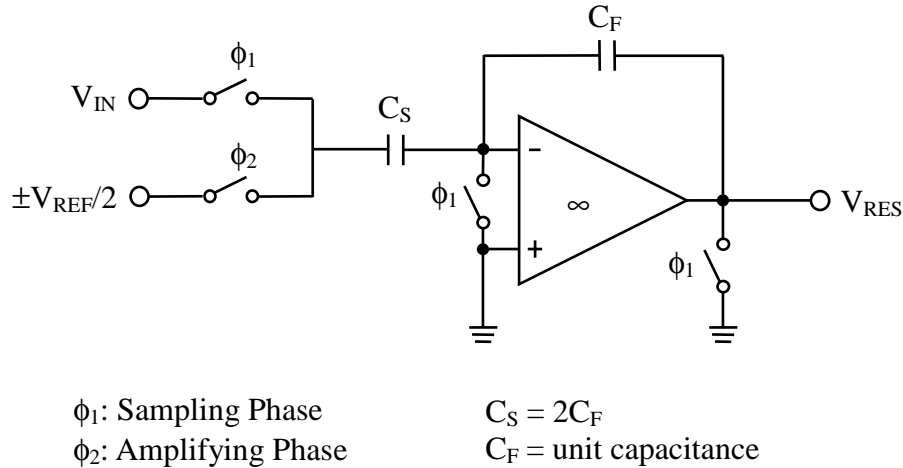 C_F
ϕ₁
V_IN
C_S
ϕ₂
±V_REF/2
ϕ₁
−
∞
+
V_RES
ϕ₁
ϕ₁: Sampling Phase
ϕ₂: Amplifying Phase
C_S = 2C_F
C_F = unit capacitance